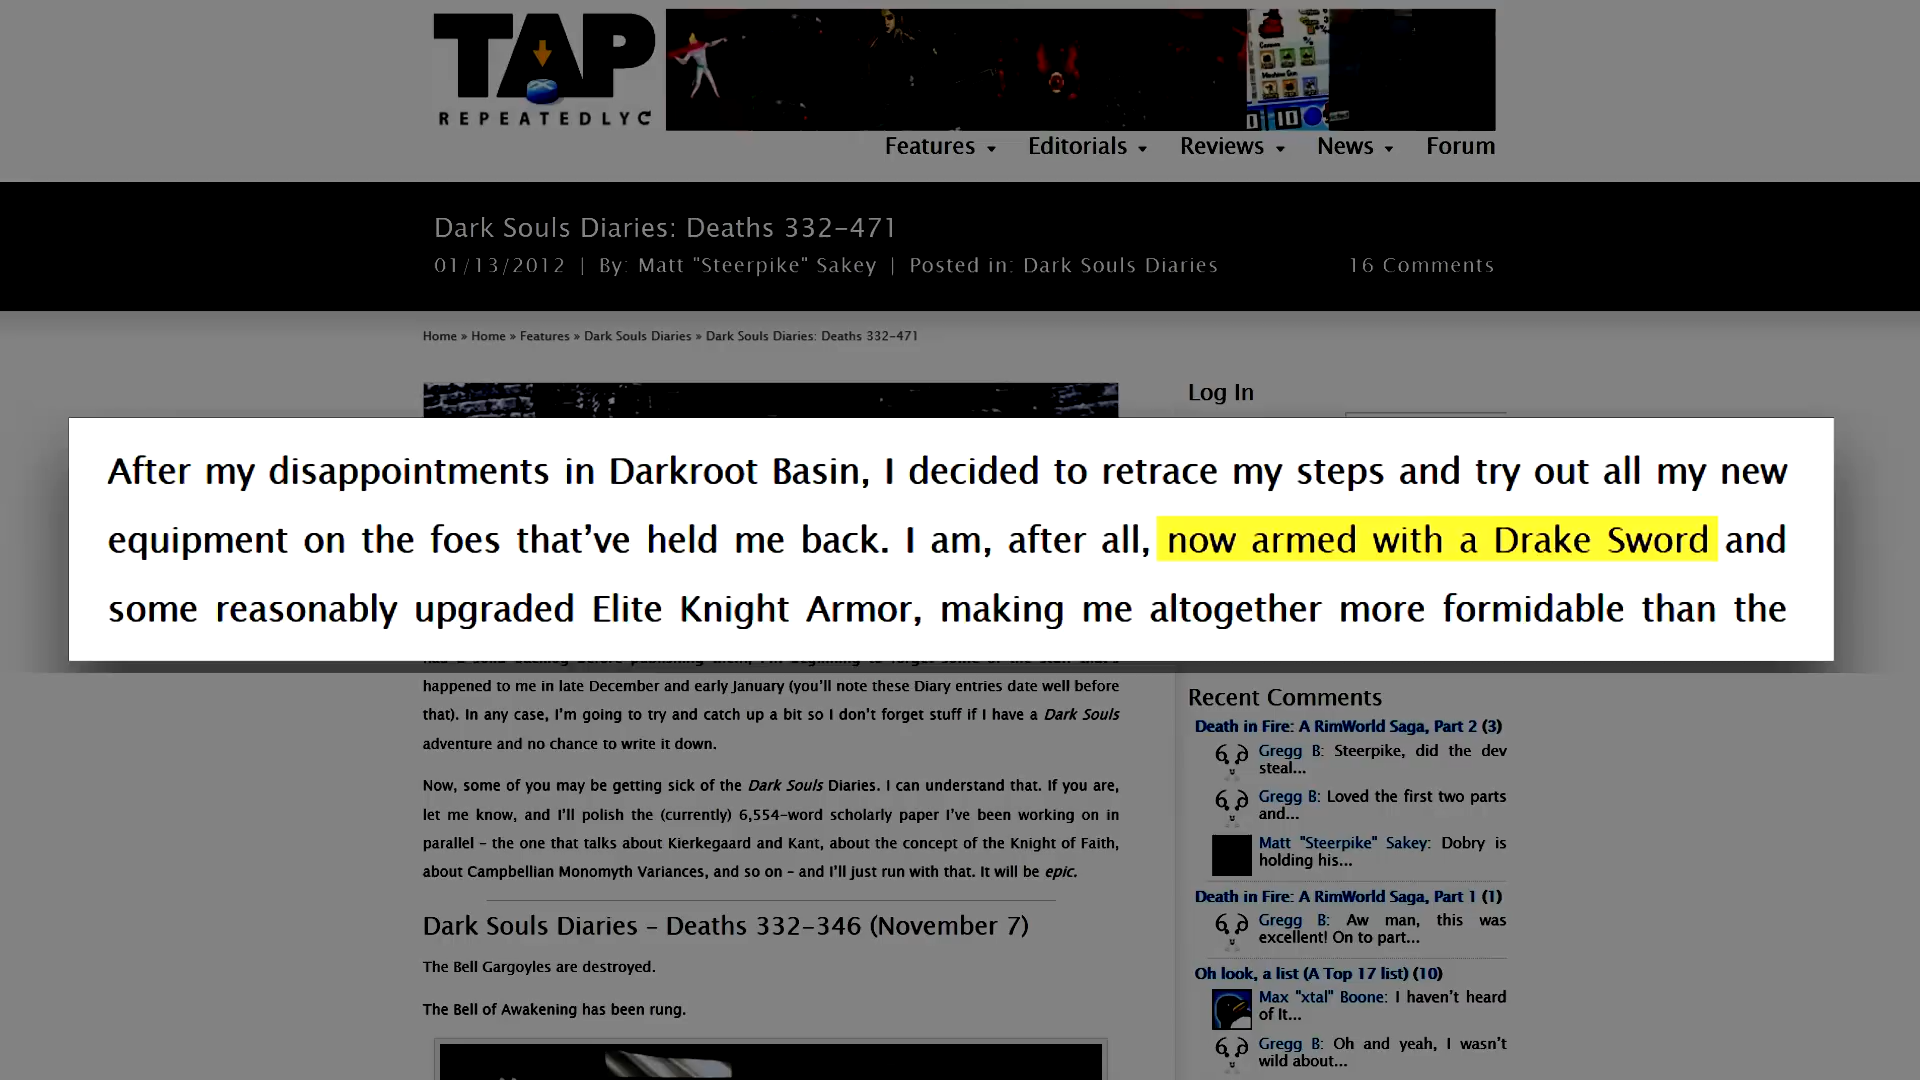 TAP
REPEATEDLY
Features Editorials Reviews News Forum
Dark Souls Diaries: Deaths 332-471
01/13/2012 | By: Matt "Steerpike" Sakey | Posted in: Dark Souls Diaries 16 Comments
Home » Home » Features » Dark Souls Diaries » Dark Souls Diaries: Deaths 332-471
Log In
After my disappointments in Darkroot Basin, I decided to retrace my steps and try out all my new
equipment on the foes that've held me back. I am, after all, now armed with a Drake Sword and
some reasonably upgraded Elite Knight Armor, making me altogether more formidable than the
happened to me in late December and early January (you'll note these Diary entries date well before
that). In any case, I'm going to try and catch up a bit so I don't forget stuff if I have a Dark Souls
adventure and no chance to write it down.
Now, some of you may be getting sick of the Dark Souls Diaries. I can understand that. If you are,
let me know, and I'll polish the (currently) 6,554-word scholarly paper I've been working on in
parallel – the one that talks about Kierkegaard and Kant, about the concept of the Knight of Faith,
about Campbellian Monomyth Variances, and so on – and I'll just run with that. It will be epic.
Dark Souls Diaries – Deaths 332-346 (November 7)
The Bell Gargoyles are destroyed.
The Bell of Awakening has been rung.
Recent Comments
Death in Fire: A RimWorld Saga, Part 2 (3)
Gregg B: Steerpike, did the dev
steal...
Gregg B: Loved the first two parts
and...
Matt "Steerpike" Sakey: Dobry is
holding his...
Death in Fire: A RimWorld Saga, Part 1 (1)
Gregg B: Aw man, this was
excellent! On to part...
Oh look, a list (A Top 17 list) (10)
Max "xtal" Boone: I haven't heard
of It...
Gregg B: Oh and yeah, I wasn't
wild about...